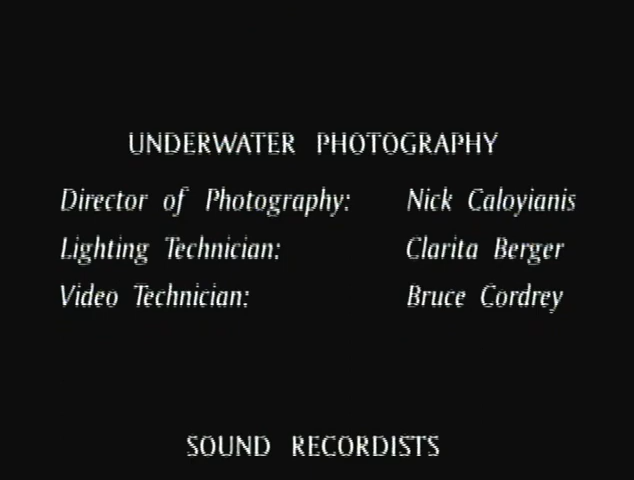 UNDERWATER PHOTOGRAPHY
Director of Photography: Nick Caloyianis
Lighting Technician: Clarita Berger
Video Technician: Bruce Cordrey
SOUND RECORDISTS